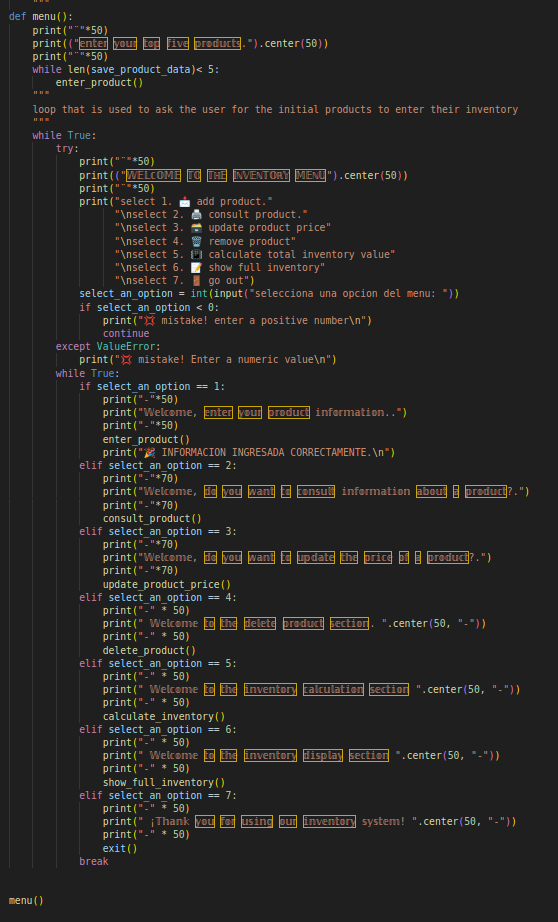 """
def menu():
    print("¨"*50)
    print(("𝕖𝕟𝕥𝕖𝕣 𝕪𝕠𝕦𝕣 𝕥𝕠𝕡 𝕗𝕚𝕧𝕖 𝕡𝕣𝕠𝕕𝕦𝕔𝕥𝕤.").center(50))
    print("¨"*50)
    while len(save_product_data)< 5:
        enter_product()
    """
    loop that is used to ask the user for the initial products to enter their inventory
    """
    while True:
        try:
            print("¨"*50)
            print(("𝕎𝔼𝕃ℂ𝕆𝕄𝔼 𝕋𝕆 𝕋ℍ𝔼 𝕀ℕ𝕍𝔼ℕ𝕋𝕆ℝ𝕐 𝕄𝔼ℕ𝕌").center(50))
            print("¨"*50)
            print("select 1. 📩 add product."
                  "\nselect 2. 🖨️ consult product."
                  "\nselect 3. 🗃️ update product price"
                  "\nselect 4. 🗑️ remove product"
                  "\nselect 5. 📳 calculate total inventory value"
                  "\nselect 6. 📝 show full inventory"
                  "\nselect 7. 🚪 go out")
            select_an_option = int(input("selecciona una opcion del menu: "))
            if select_an_option < 0:
                print("💢 mistake! enter a positive number\n")
                continue
        except ValueError:
            print("💢 mistake! Enter a numeric value\n")
        while True:
            if select_an_option == 1:
                print("-"*50)
                print("𝕎𝕖𝕝𝕔𝕠𝕞𝕖, 𝕖𝕟𝕥𝕖𝕣 𝕪𝕠𝕦𝕣 𝕡𝕣𝕠𝕕𝕦𝕔𝕥 𝕚𝕟𝕗𝕠𝕣𝕞𝕒𝕥𝕚𝕠𝕟..")
                print("-"*50)
                enter_product()
                print("🎉 INFORMACION INGRESADA CORRECTAMENTE.\n")
            elif select_an_option == 2:
                print("-"*70)
                print("𝕎𝕖𝕝𝕔𝕠𝕞𝕖, 𝕕𝕠 𝕪𝕠𝕦 𝕨𝕒𝕟𝕥 𝕥𝕠 𝕔𝕠𝕟𝕤𝕦𝕝𝕥 𝕚𝕟𝕗𝕠𝕣𝕞𝕒𝕥𝕚𝕠𝕟 𝕒𝕓𝕠𝕦𝕥 𝕒 𝕡𝕣𝕠𝕕𝕦𝕔𝕥?.")
                print("-"*70)
                consult_product()
            elif select_an_option == 3:
                print("-"*70)
                print("𝕎𝕖𝕝𝕔𝕠𝕞𝕖, 𝕕𝕠 𝕪𝕠𝕦 𝕨𝕒𝕟𝕥 𝕥𝕠 𝕦𝕡𝕕𝕒𝕥𝕖 𝕥𝕙𝕖 𝕡𝕣𝕚𝕔𝕖 𝕠𝕗 𝕒 𝕡𝕣𝕠𝕕𝕦𝕔𝕥?.")
                print("-"*70)
                update_product_price()
            elif select_an_option == 4:
                print("-" * 50)
                print(" 𝕎𝕖𝕝𝕔𝕠𝕞𝕖 𝕥𝕠 𝕥𝕙𝕖 𝕕𝕖𝕝𝕖𝕥𝕖 𝕡𝕣𝕠𝕕𝕦𝕔𝕥 𝕤𝕖𝕔𝕥𝕚𝕠𝕟. ".center(50, "-"))
                print("-" * 50)
                delete_product()
            elif select_an_option == 5:
                print("-" * 50)
                print(" 𝕎𝕖𝕝𝕔𝕠𝕞𝕖 𝕥𝕠 𝕥𝕙𝕖 𝕚𝕟𝕧𝕖𝕟𝕥𝕠𝕣𝕪 𝕔𝕒𝕝𝕔𝕦𝕝𝕒𝕥𝕚𝕠𝕟 𝕤𝕖𝕔𝕥𝕚𝕠𝕟 ".center(50, "-"))
                print("-" * 50)
                calculate_inventory()
            elif select_an_option == 6:
                print("-" * 50)
                print(" 𝕎𝕖𝕝𝕔𝕠𝕞𝕖 𝕥𝕠 𝕥𝕙𝕖 𝕚𝕟𝕧𝕖𝕟𝕥𝕠𝕣𝕪 𝕕𝕚𝕤𝕡𝕝𝕒𝕪 𝕤𝕖𝕔𝕥𝕚𝕠𝕟 ".center(50, "-"))
                print("-" * 50)
                show_full_inventory()
            elif select_an_option == 7:
                print("-" * 50)
                print(" ¡𝕋𝕙𝕒𝕟𝕜 𝕪𝕠𝕦 𝕗𝕠𝕣 𝕦𝕤𝕚𝕟𝕘 𝕠𝕦𝕣 𝕚𝕟𝕧𝕖𝕟𝕥𝕠𝕣𝕪 𝕤𝕪𝕤𝕥𝕖𝕞! ".center(50, "-"))
                print("-" * 50)
                exit()
            break
menu()